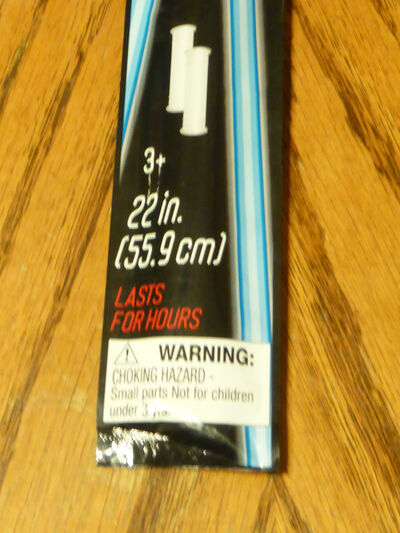 3+
22 in.
(55.9 cm)
LASTS
FOR HOURS
WARNING:
CHOKING HAZARD -
Small parts Not for children
under 3